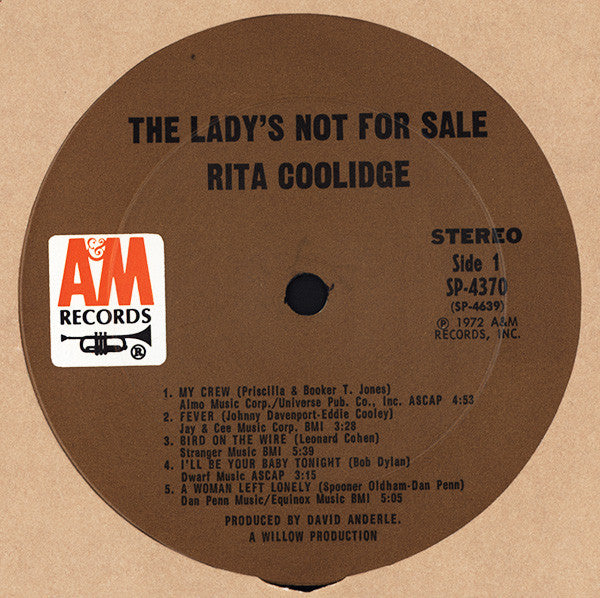 THE LADY'S NOT FOR SALE
RITA COOLIDGE
A&M
RECORDS
®
STEREO
Side 1
SP-4370
(SP-4639)
℗ 1972 A&M
RECORDS, INC.
1. MY CREW (Priscilla & Booker T. Jones)
Almo Music Corp./Universe Pub. Co., Inc. ASCAP 4:53
2. FEVER (Johnny Davenport-Eddie Cooley)
Jay & Cee Music Corp. BMI 3:28
3. BIRD ON THE WIRE (Leonard Cohen)
Stranger Music BMI 5:39
4. I'LL BE YOUR BABY TONIGHT (Bob Dylan)
Dwarf Music ASCAP 3:15
5. A WOMAN LEFT LONELY (Spooner Oldham-Dan Penn)
Dan Penn Music/Equinox Music BMI 5:05
PRODUCED BY DAVID ANDERLE.
A WILLOW PRODUCTION